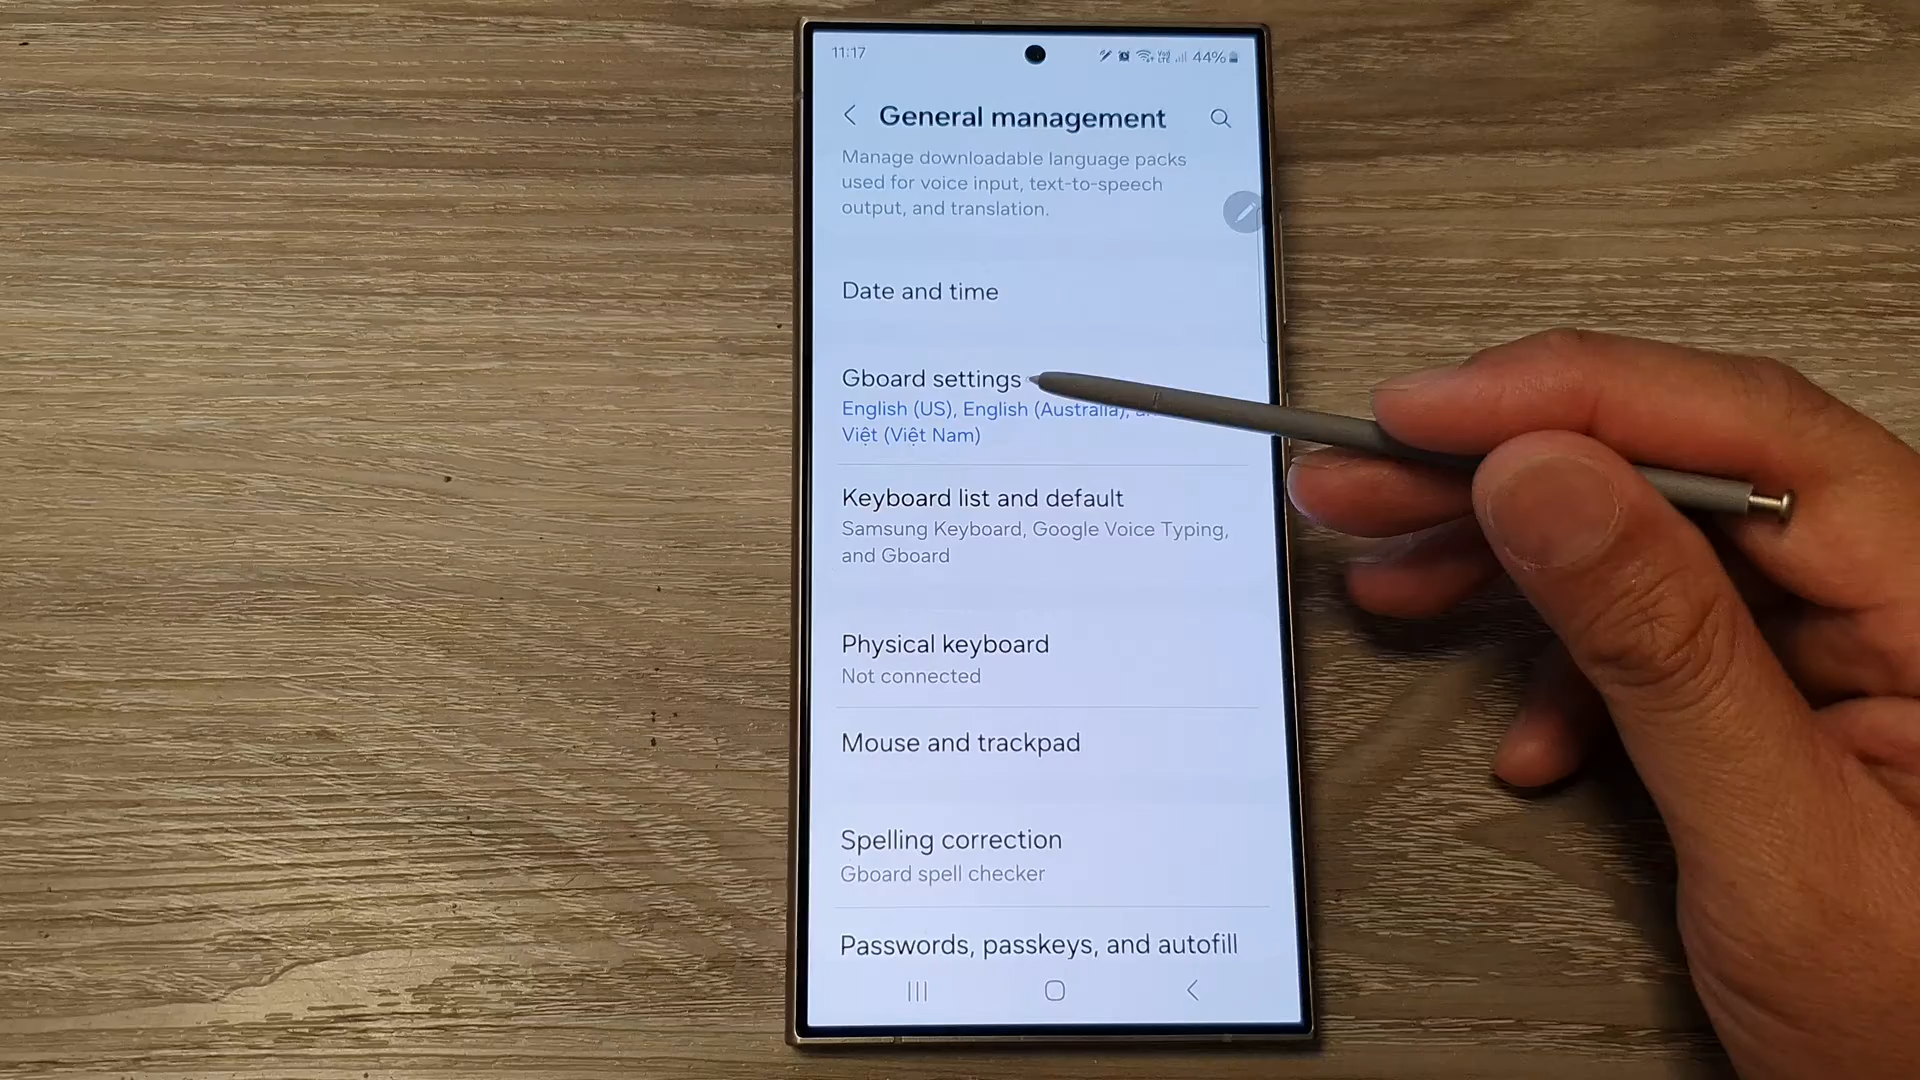 11:17
44%
General management
Manage downloadable language packs
used for voice input, text-to-speech
output, and translation.
Date and time
Gboard settings
English (US), English (Australia),
Việt (Việt Nam)
Keyboard list and default
Samsung Keyboard, Google Voice Typing,
and Gboard
Physical keyboard
Not connected
Mouse and trackpad
Spelling correction
Gboard spell checker
Passwords, passkeys, and autofill